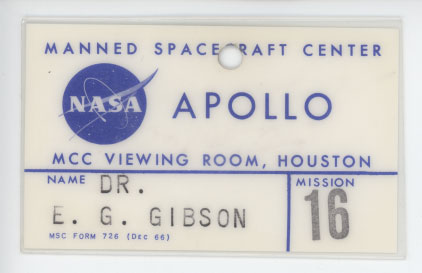 MANNED SPACECRAFT CENTER
NASA
APOLLO
MCC VIEWING ROOM, HOUSTON
NAME DR.
E. G. GIBSON
MISSION
16
MSC FORM 726 (DEC 66)